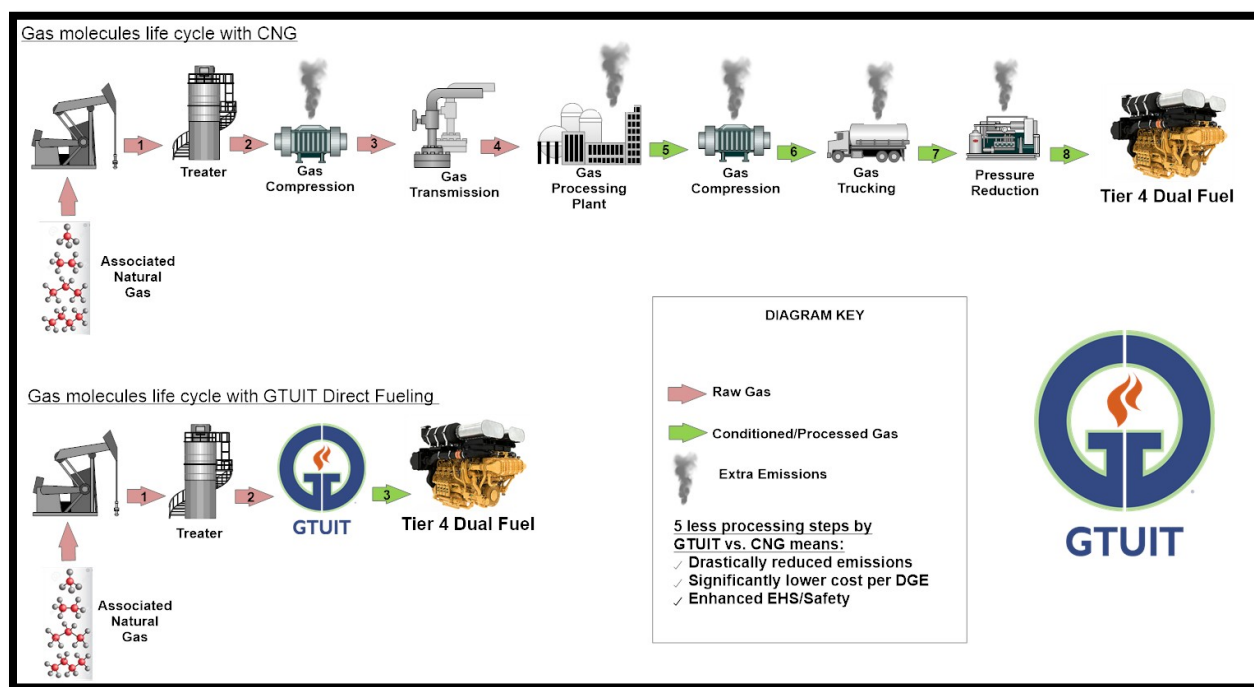 Gas molecules life cycle with CNG
1
2
3
4
5
6
7
8
Treater
Gas
Compression
Gas
Transmission
Gas
Processing
Plant
Gas
Compression
Gas
Trucking
Pressure
Reduction
Tier 4 Dual Fuel
Associated
Natural
Gas
Gas molecules life cycle with GTUIT Direct Fueling
1
2
3
Treater
GTUIT
Tier 4 Dual Fuel
Associated
Natural
Gas
DIAGRAM KEY
Raw Gas
Conditioned/Processed Gas
Extra Emissions
5 less processing steps by
GTUIT vs. CNG means:
✓ Drastically reduced emissions
✓ Significantly lower cost per DGE
✓ Enhanced EHS/Safety
GTUIT